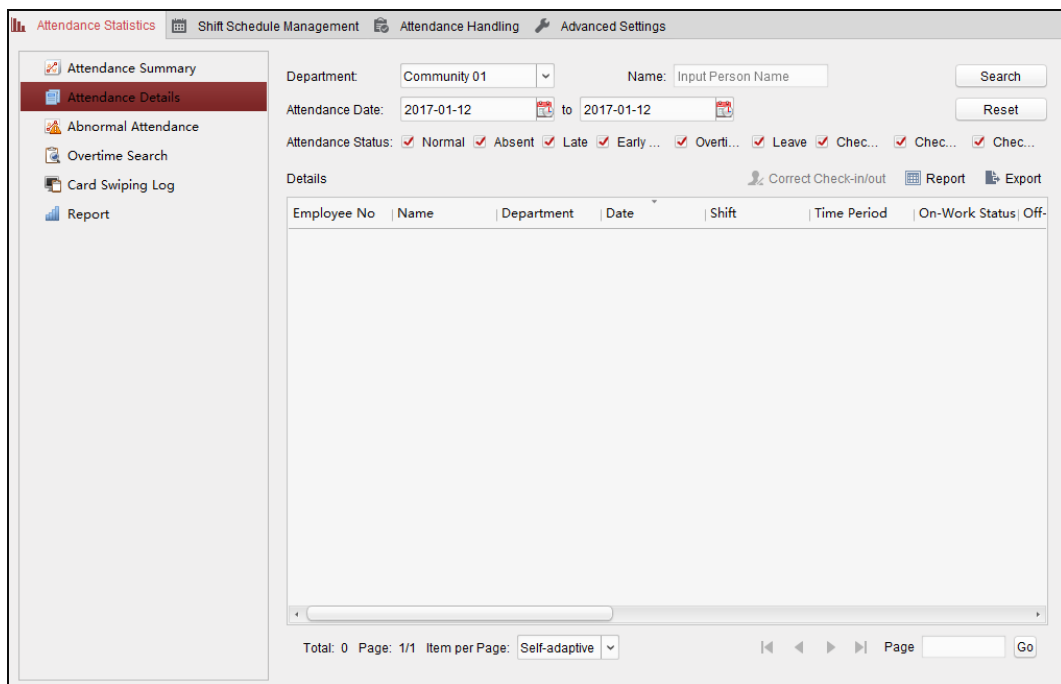 Attendance Statistics Shift Schedule Management Attendance Handling Advanced Settings
Attendance Summary
Attendance Details
Abnormal Attendance
Overtime Search
Card Swiping Log
Report
Department: Community 01 Name: Input Person Name Search
Attendance Date: 2017-01-12 to 2017-01-12 Reset
Attendance Status: Normal Absent Late Early ... Overti... Leave Chec... Chec... Chec...
Details Correct Check-in/out Report Export
Employee No Name Department Date Shift Time Period On-Work Status Off-
Total: 0 Page: 1/1 Item per Page: Self-adaptive Page Go